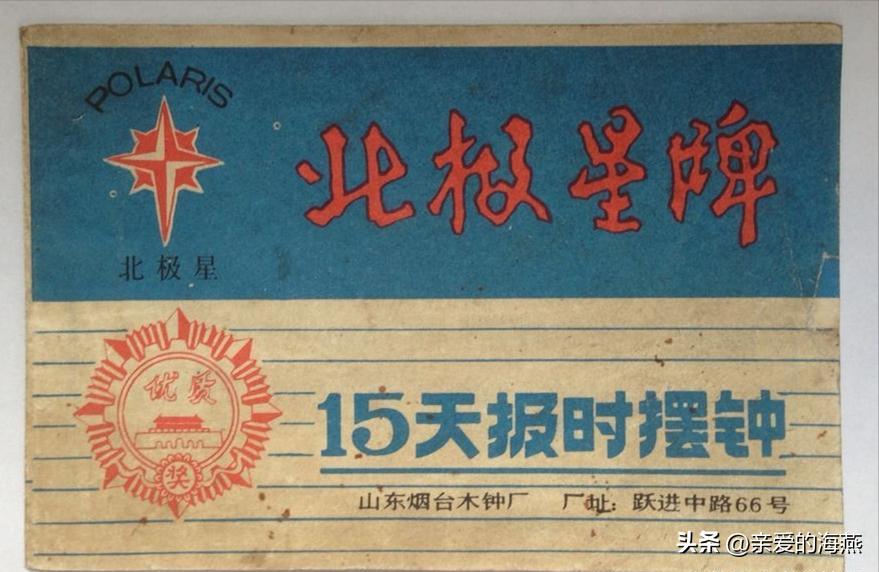 POLARIS
北极星
北极星牌
优质
奖
15天报时摆钟
山东烟台木钟厂 厂址：跃进中路66号
头条 @亲爱的海燕